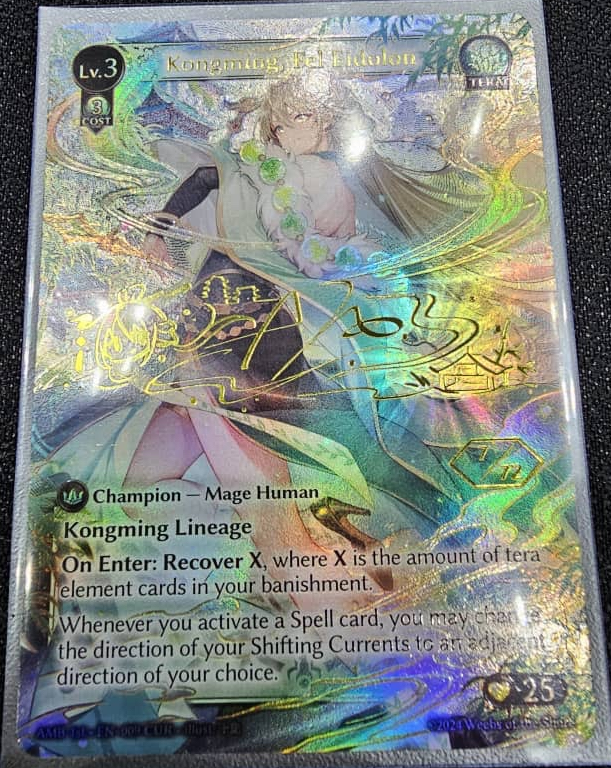 Lv.3
Kongming, Fel Eidolon
TERA
3
COST
Champion — Mage Human
Kongming Lineage
On Enter: Recover X, where X is the amount of tera
element cards in your banishment.
Whenever you activate a Spell card, you may change
the direction of your Shifting Currents to an adjacent
direction of your choice.
25
©2024 Weebs of the Shore